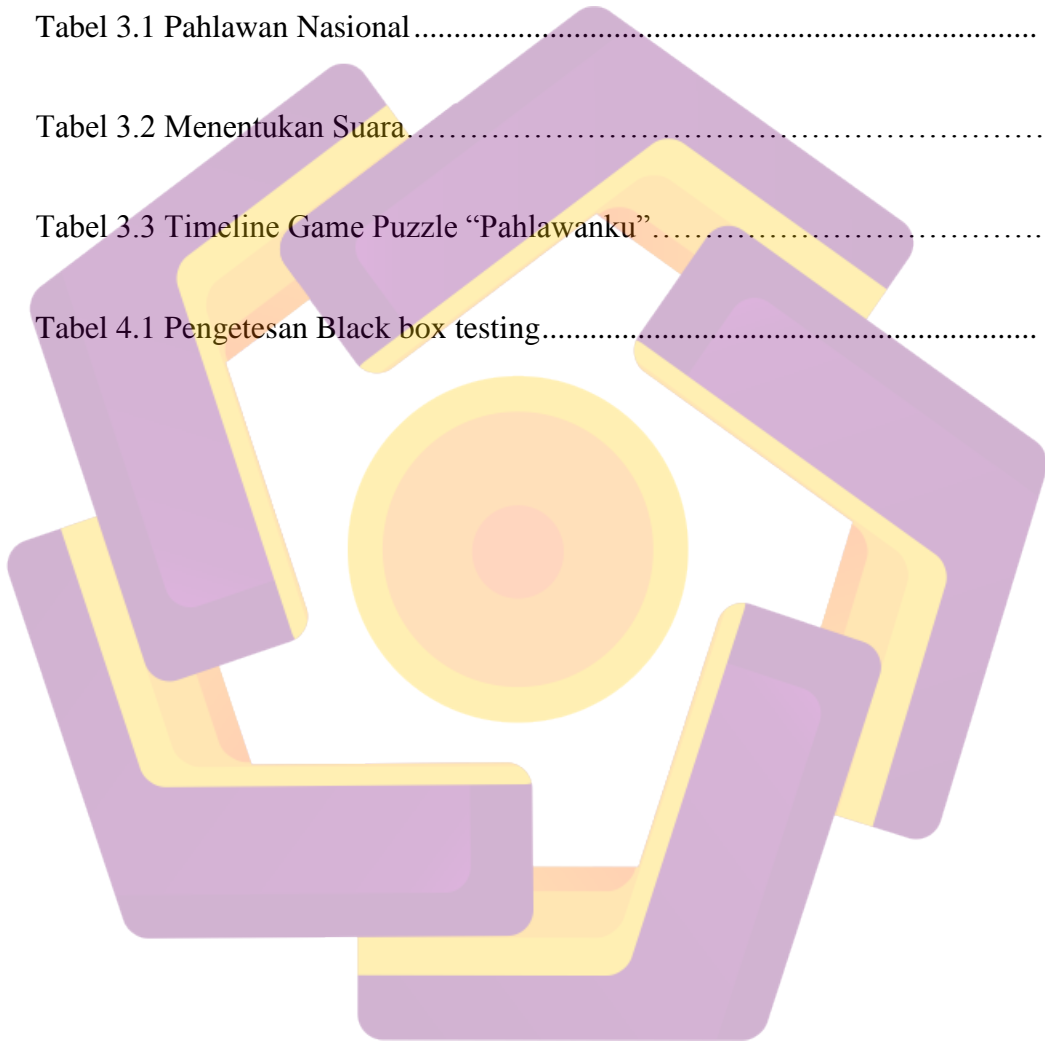 Tabel 3.1 Pahlawan Nasional..............................................................................
Tabel 3.2 Menentukan Suara……………………………………………………….
Tabel 3.3 Timeline Game Puzzle “Pahlawanku”……………………………….
Tabel 4.1 Pengetesan Black box testing..............................................................